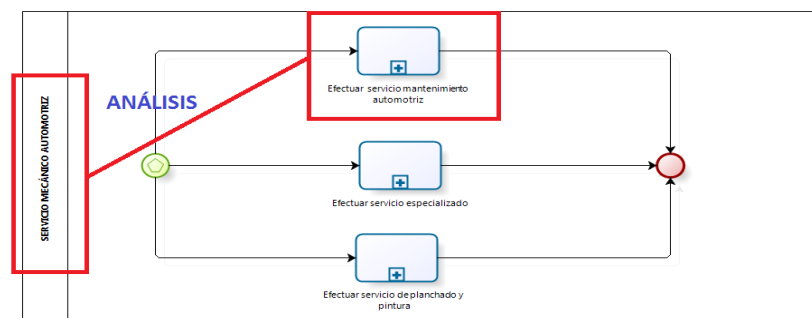 SERVICIO MECÁNICO AUTOMOTRIZ
ANÁLISIS
Efectuar servicio mantenimiento
automotriz
Efectuar servicio especializado
Efectuar servicio de planchado y
pintura